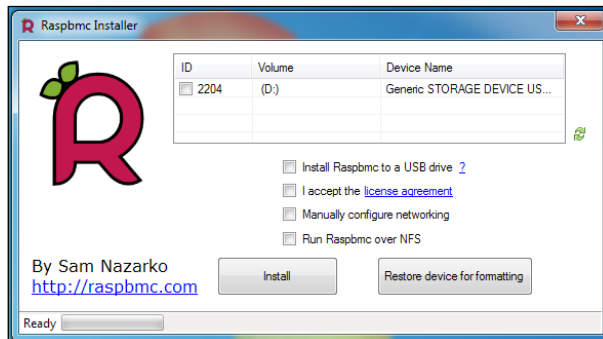 Raspbmc Installer
ID Volume Device Name
2204 (D:) Generic STORAGE DEVICE US...
Install Raspbmc to a USB drive ?
I accept the license agreement
Manually configure networking
Run Raspbmc over NFS
By Sam Nazarko
http://raspbmc.com
Install Restore device for formatting
Ready